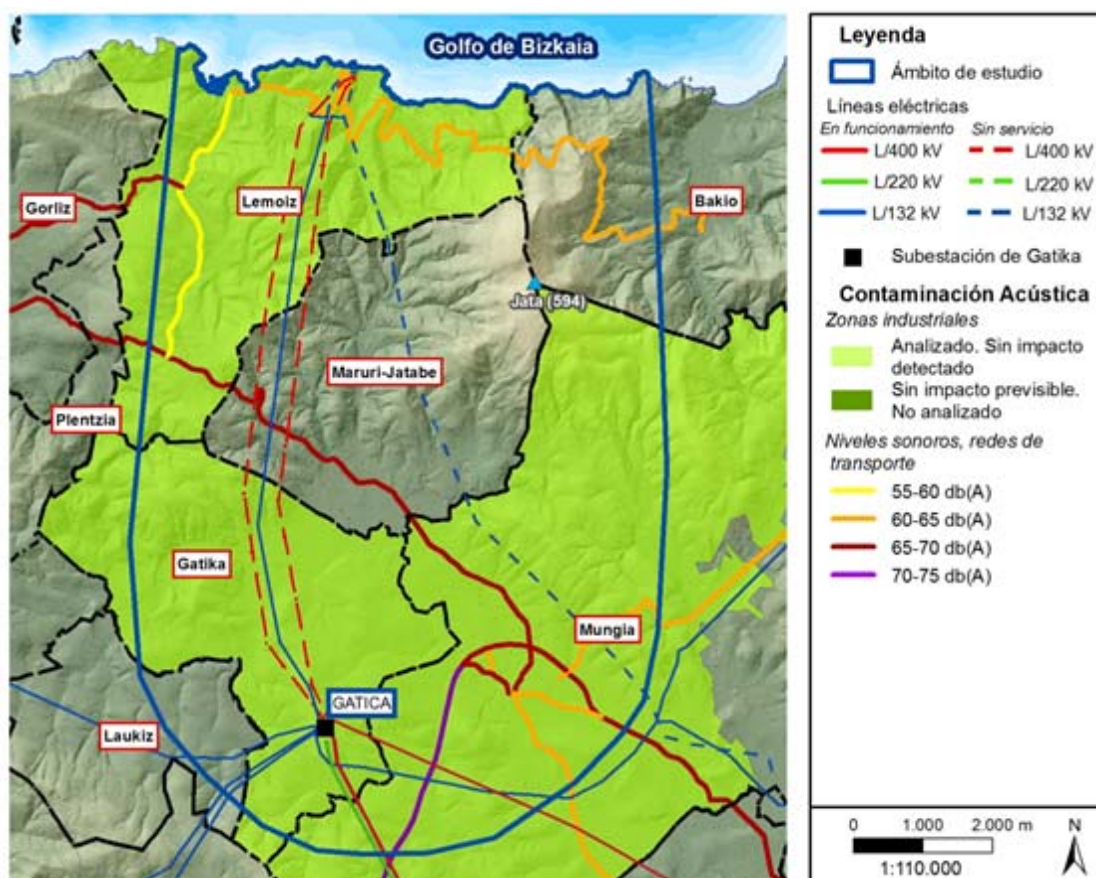 Golfo de Bizkaia
Gorliz
Lemoiz
Bakio
Jata (594)
Maruri-Jatabe
Plentzia
Gatika
Mungia
GATICA
Laukiz
Leyenda
Ámbito de estudio
Líneas eléctricas
En funcionamiento Sin servicio
L/400 kV L/400 kV
L/220 kV L/220 kV
L/132 kV L/132 kV
Subestación de Gatika
Contaminación Acústica
Zonas industriales
Analizado. Sin impacto
detectado
Sin impacto previsible.
No analizado
Niveles sonoros, redes de
transporte
55-60 db(A)
60-65 db(A)
65-70 db(A)
70-75 db(A)
0 1.000 2.000 m N
1:110.000